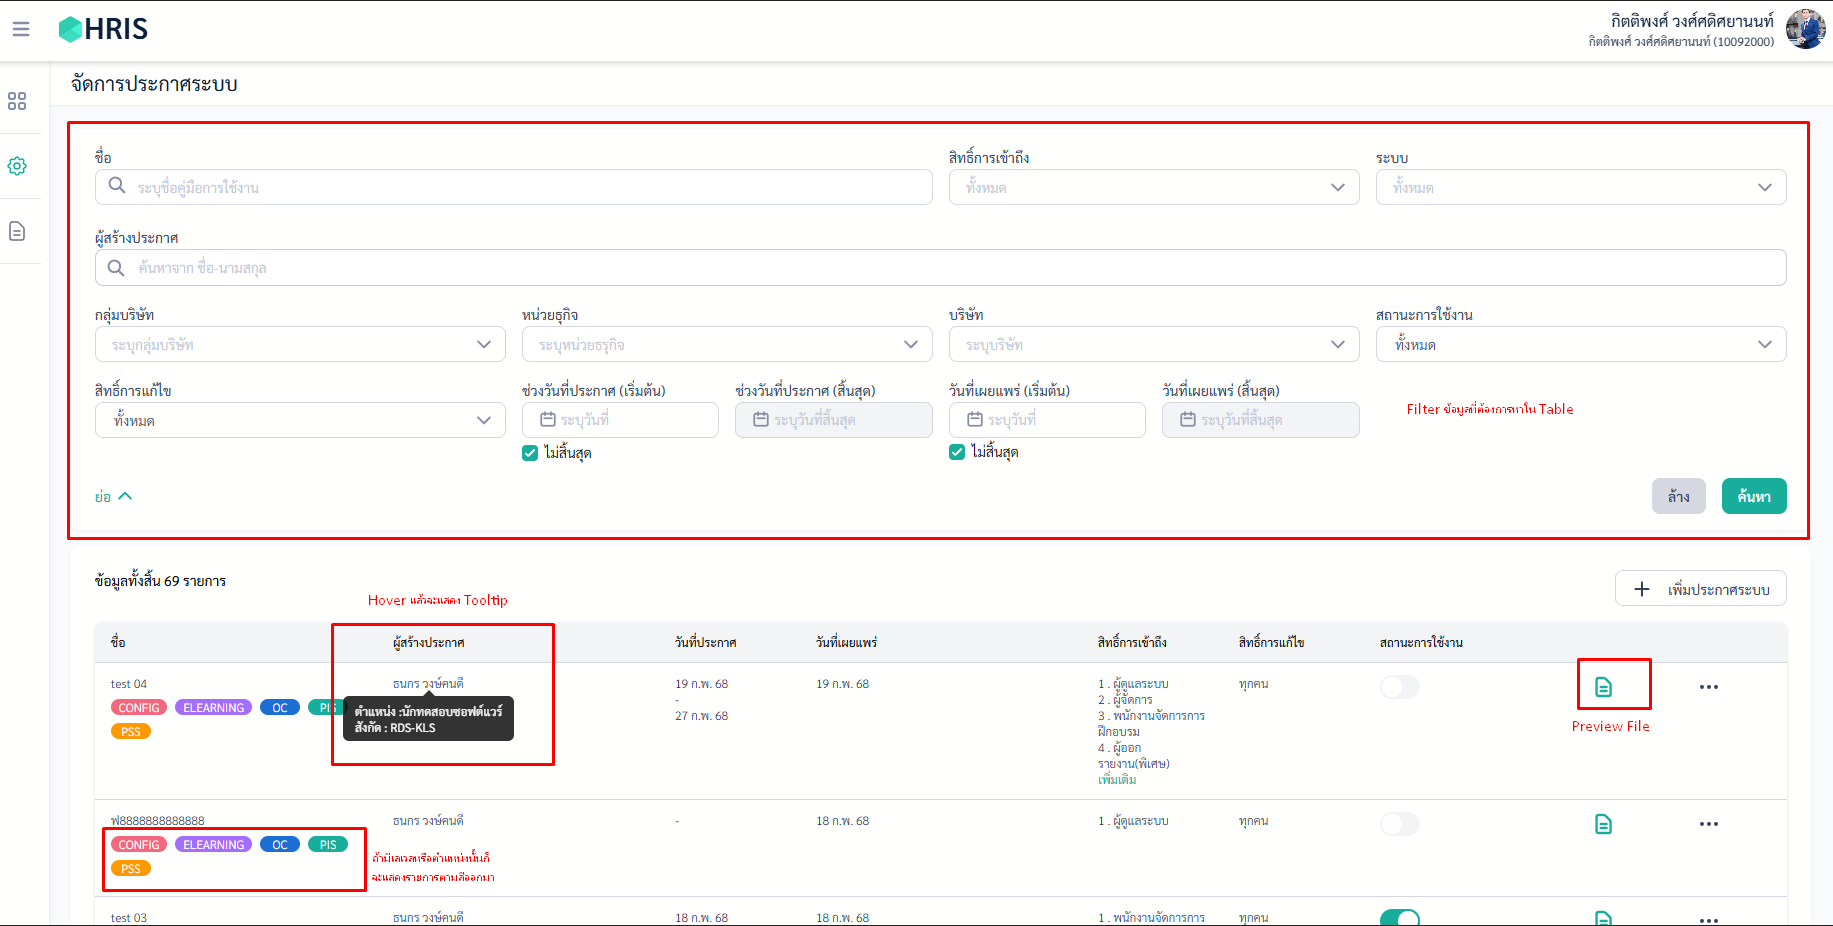 HRIS
กิตติพงศ์ วงศ์ศดิศยานนท์
กิตติพงศ์ วงศ์ศดิศยานนท์ (10092000)
จัดการประกาศระบบ
ชื่อ
สิทธิ์การเข้าถึง
ระบบ
ระบุชื่อคู่มือการใช้งาน
ทั้งหมด
ทั้งหมด
ผู้สร้างประกาศ
ค้นหาจาก ชื่อ-นามสกุล
กลุ่มบริษัท
หน่วยธุกิจ
บริษัท
สถานะการใช้งาน
ระบุกลุ่มบริษัท
ระบุหน่วยธรุกิจ
ระบุบริษัท
ทั้งหมด
สิทธิ์การแก้ไข
ช่วงวันที่ประกาศ (เริ่มต้น)
ช่วงวันที่ประกาศ (สิ้นสุด)
วันที่เผยแพร่ (เริ่มต้น)
วันที่เผยแพร่ (สิ้นสุด)
ทั้งหมด
ระบุวันที่
ระบุวันที่สิ้นสุด
ระบุวันที่
ระบุวันที่สิ้นสุด
Filter ข้อมูลที่ต้องการหาใน Table
ไม่สิ้นสุด
ไม่สิ้นสุด
ย่อ
ล้าง
ค้นหา
ข้อมูลทั้งสิ้น 69 รายการ
เพิ่มประกาศระบบ
Hover แล้วจะแสดง Tooltip
ชื่อ
ผู้สร้างประกาศ
วันที่ประกาศ
วันที่เผยแพร่
สิทธิ์การเข้าถึง
สิทธิ์การแก้ไข
สถานะการใช้งาน
test 04
CONFIG
ELEARNING
OC
PIS
PSS
ธนกร วงษ์คนดี
ตำแหน่ง :นักทดสอบซอฟต์แวร์
สังกัด : RDS-KLS
19 ก.พ. 68
-
27 ก.พ. 68
19 ก.พ. 68
1 . ผู้ดูแลระบบ
2 . ผู้จัดการ
3 . พนักงานจัดการการ
ฝึกอบรม
4 . ผู้ออก
รายงาน(พิเศษ)
เพิ่มเติม
ทุกคน
Preview File
ฟ8888888888888
CONFIG
ELEARNING
OC
PIS
PSS
ธนกร วงษ์คนดี
-
18 ก.พ. 68
1 . ผู้ดูแลระบบ
ทุกคน
ถ้ามีเลเวลหรือตำแหน่งนั้นก็
จะแสดงรายการตามสีออกมา
test 03
ธนกร วงษ์คนดี
18 ก.พ. 68
18 ก.พ. 68
1 . พนักงานจัดการการ
ทุกคน